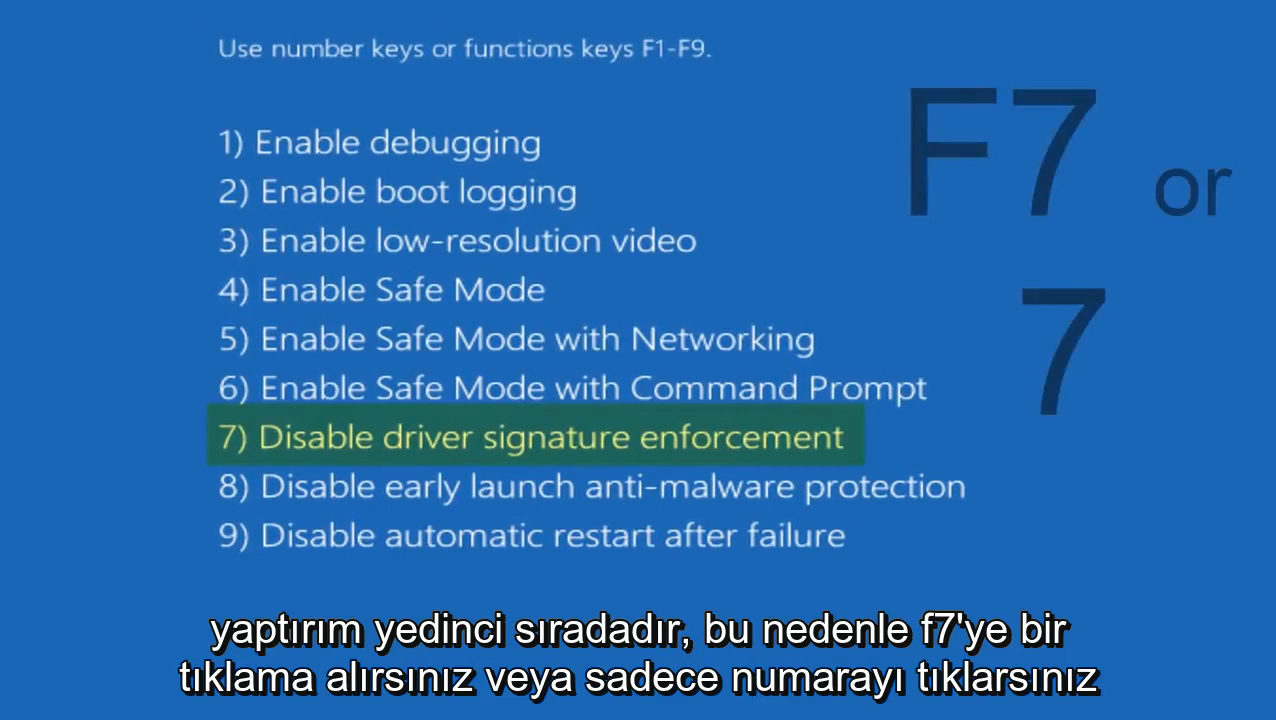 Use number keys or functions keys F1-F9.
F7 or
7
1) Enable debugging
2) Enable boot logging
3) Enable low-resolution video
4) Enable Safe Mode
5) Enable Safe Mode with Networking
6) Enable Safe Mode with Command Prompt
7) Disable driver signature enforcement
8) Disable early launch anti-malware protection
9) Disable automatic restart after failure
yaptırım yedinci sıradadır, bu nedenle f7'ye bir
tıklama alırsınız veya sadece numarayı tıklarsınız